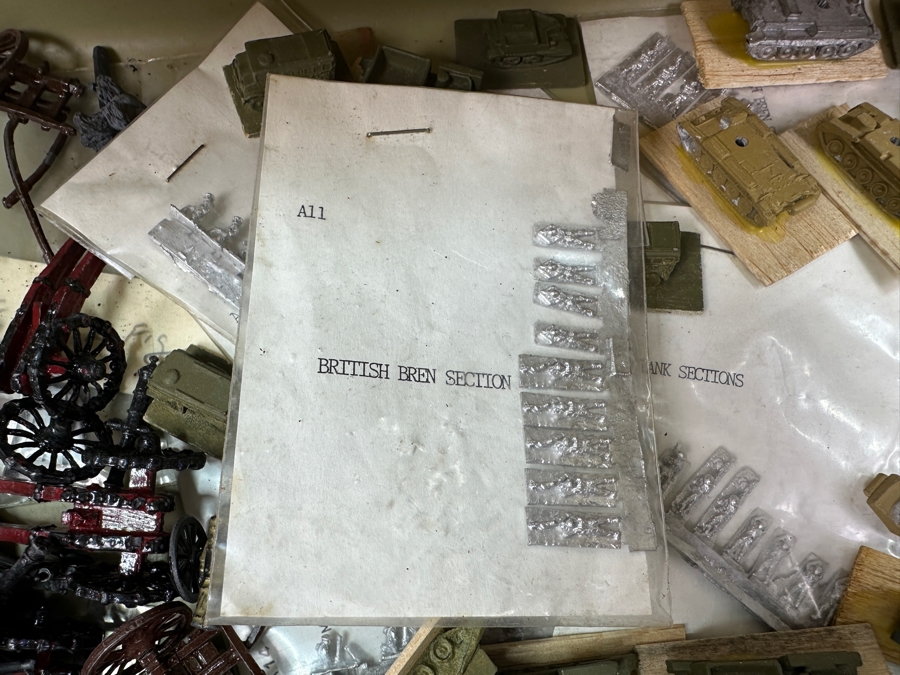 A11
BRITISH BREN SECTION
ANK SECTIONS